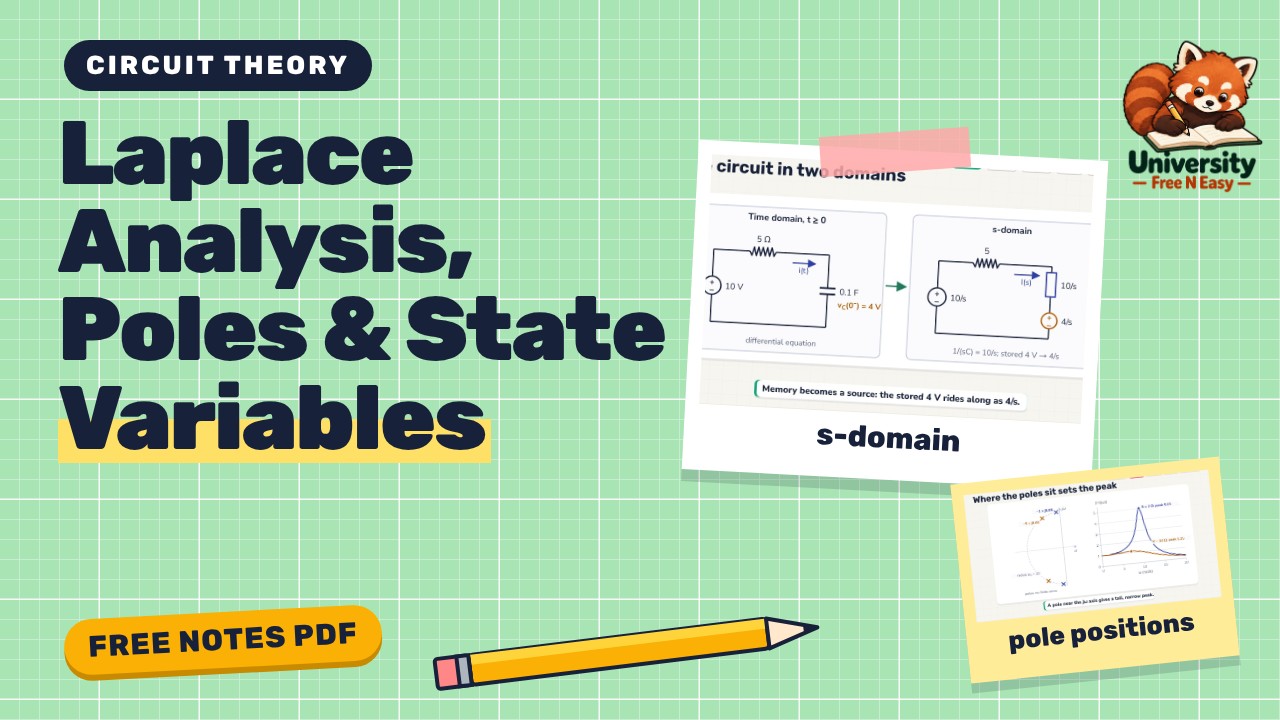 CIRCUIT THEORY
Laplace
Analysis,
Poles & State
Variables
FREE NOTES PDF
University
Free N Easy
circuit in two domains
Time domain, t ≥ 0
5 Ω
i(t)
10 V
0.1 F
vC(0⁻) = 4 V
differential equation
s-domain
5
I(s)
10/s
10/s
4/s
1/(sC) = 10/s; stored 4 V → 4/s
Memory becomes a source: the stored 4 V rides along as 4/s.
s-domain
Where the poles sit sets the peak
A pole near the jω axis gives a tall, narrow peak.
pole positions